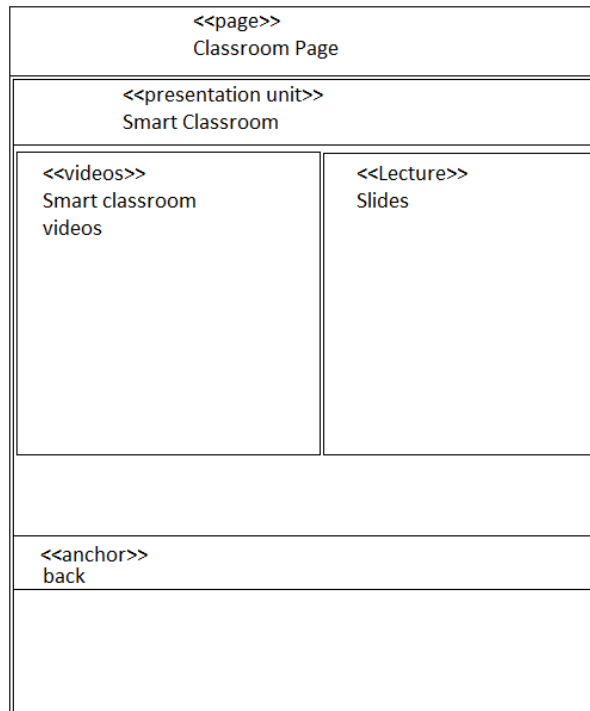 <<page>>
Classroom Page
<<presentation unit>>
Smart Classroom
<<videos>>
Smart classroom
videos
<<Lecture>>
Slides
<<anchor>>
back